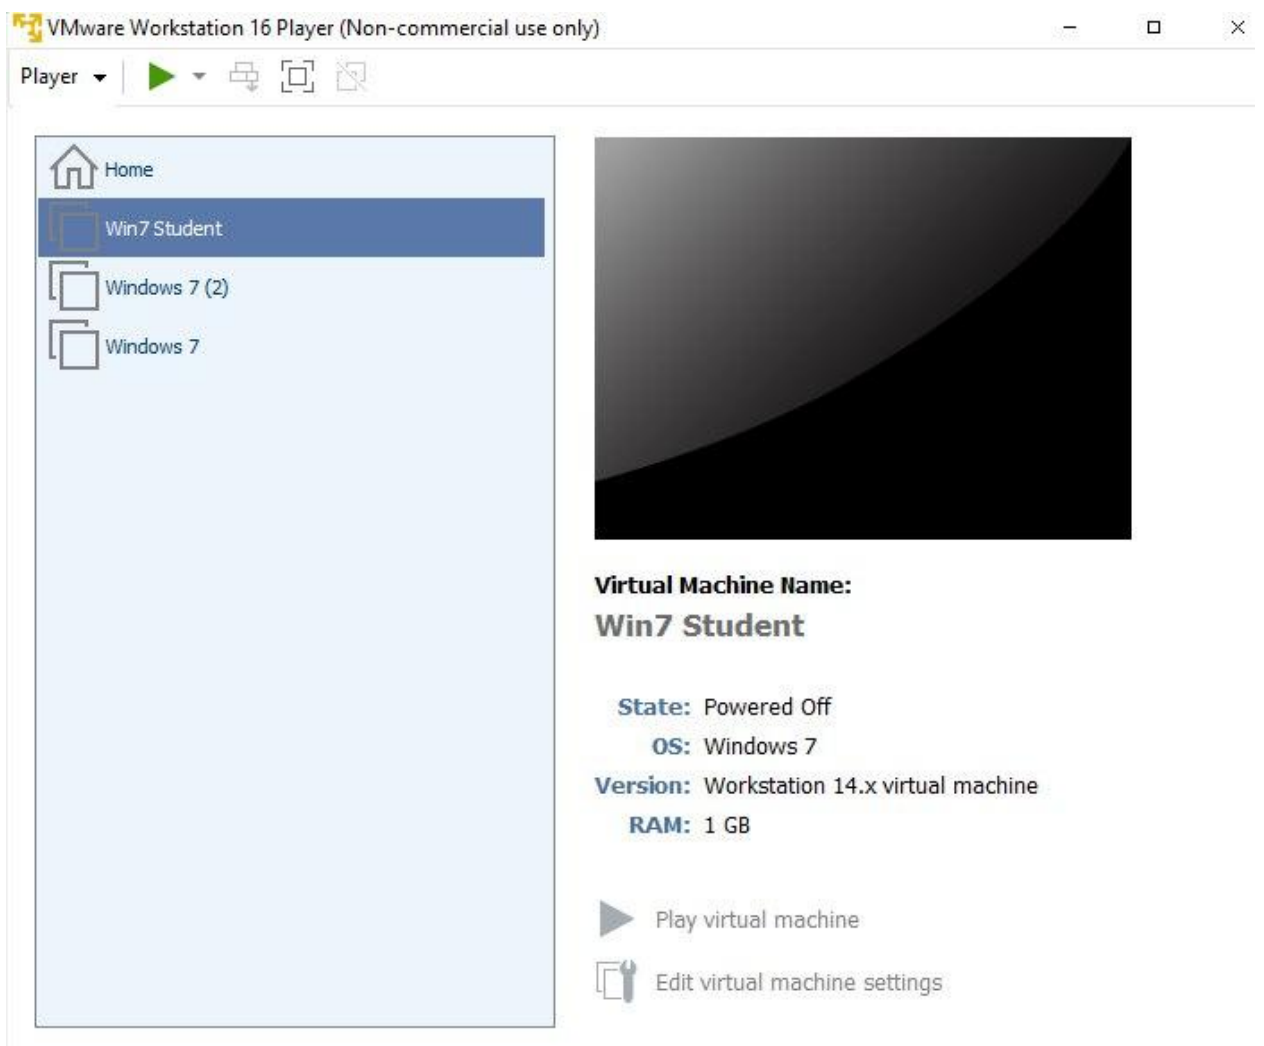 VMware Workstation 16 Player (Non-commercial use only)
Player
Home
Win7 Student
Windows 7 (2)
Windows 7
Virtual Machine Name:
Win7 Student
State: Powered Off
OS: Windows 7
Version: Workstation 14.x virtual machine
RAM: 1 GB
Play virtual machine
Edit virtual machine settings